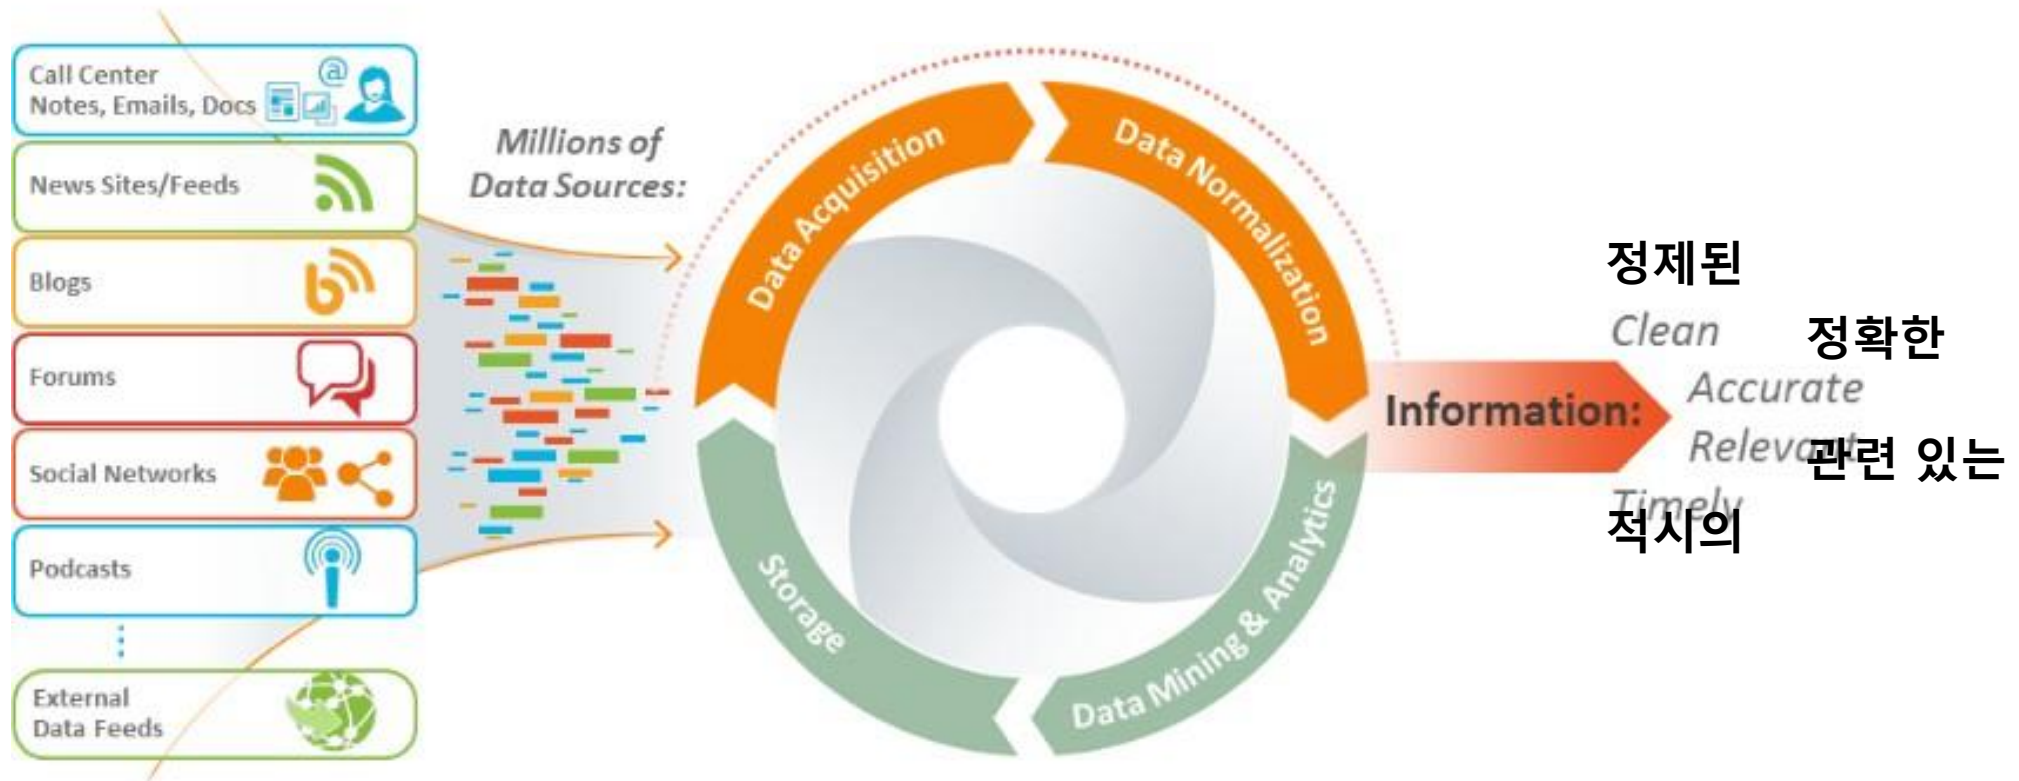 Call Center
Notes, Emails, Docs
News Sites/Feeds
Blogs
Forums
Social Networks
Podcasts
External
Data Feeds
Millions of
Data Sources:
Data Acquisition
Data Normalization
Data Mining & Analytics
Storage
Information:
정제된
Clean
정확한
Accurate
Relevant
관련 있는
Timely
적시의